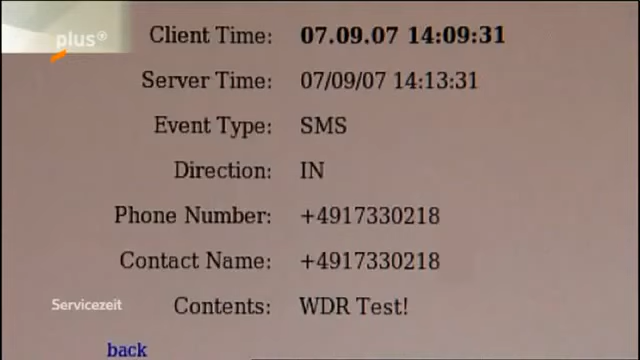 plus
Client Time: 07.09.07 14:09:31
Server Time: 07/09/07 14:13:31
Event Type: SMS
Direction: IN
Phone Number: +4917330218
Contact Name: +4917330218
Servicezeit
Contents: WDR Test!
back